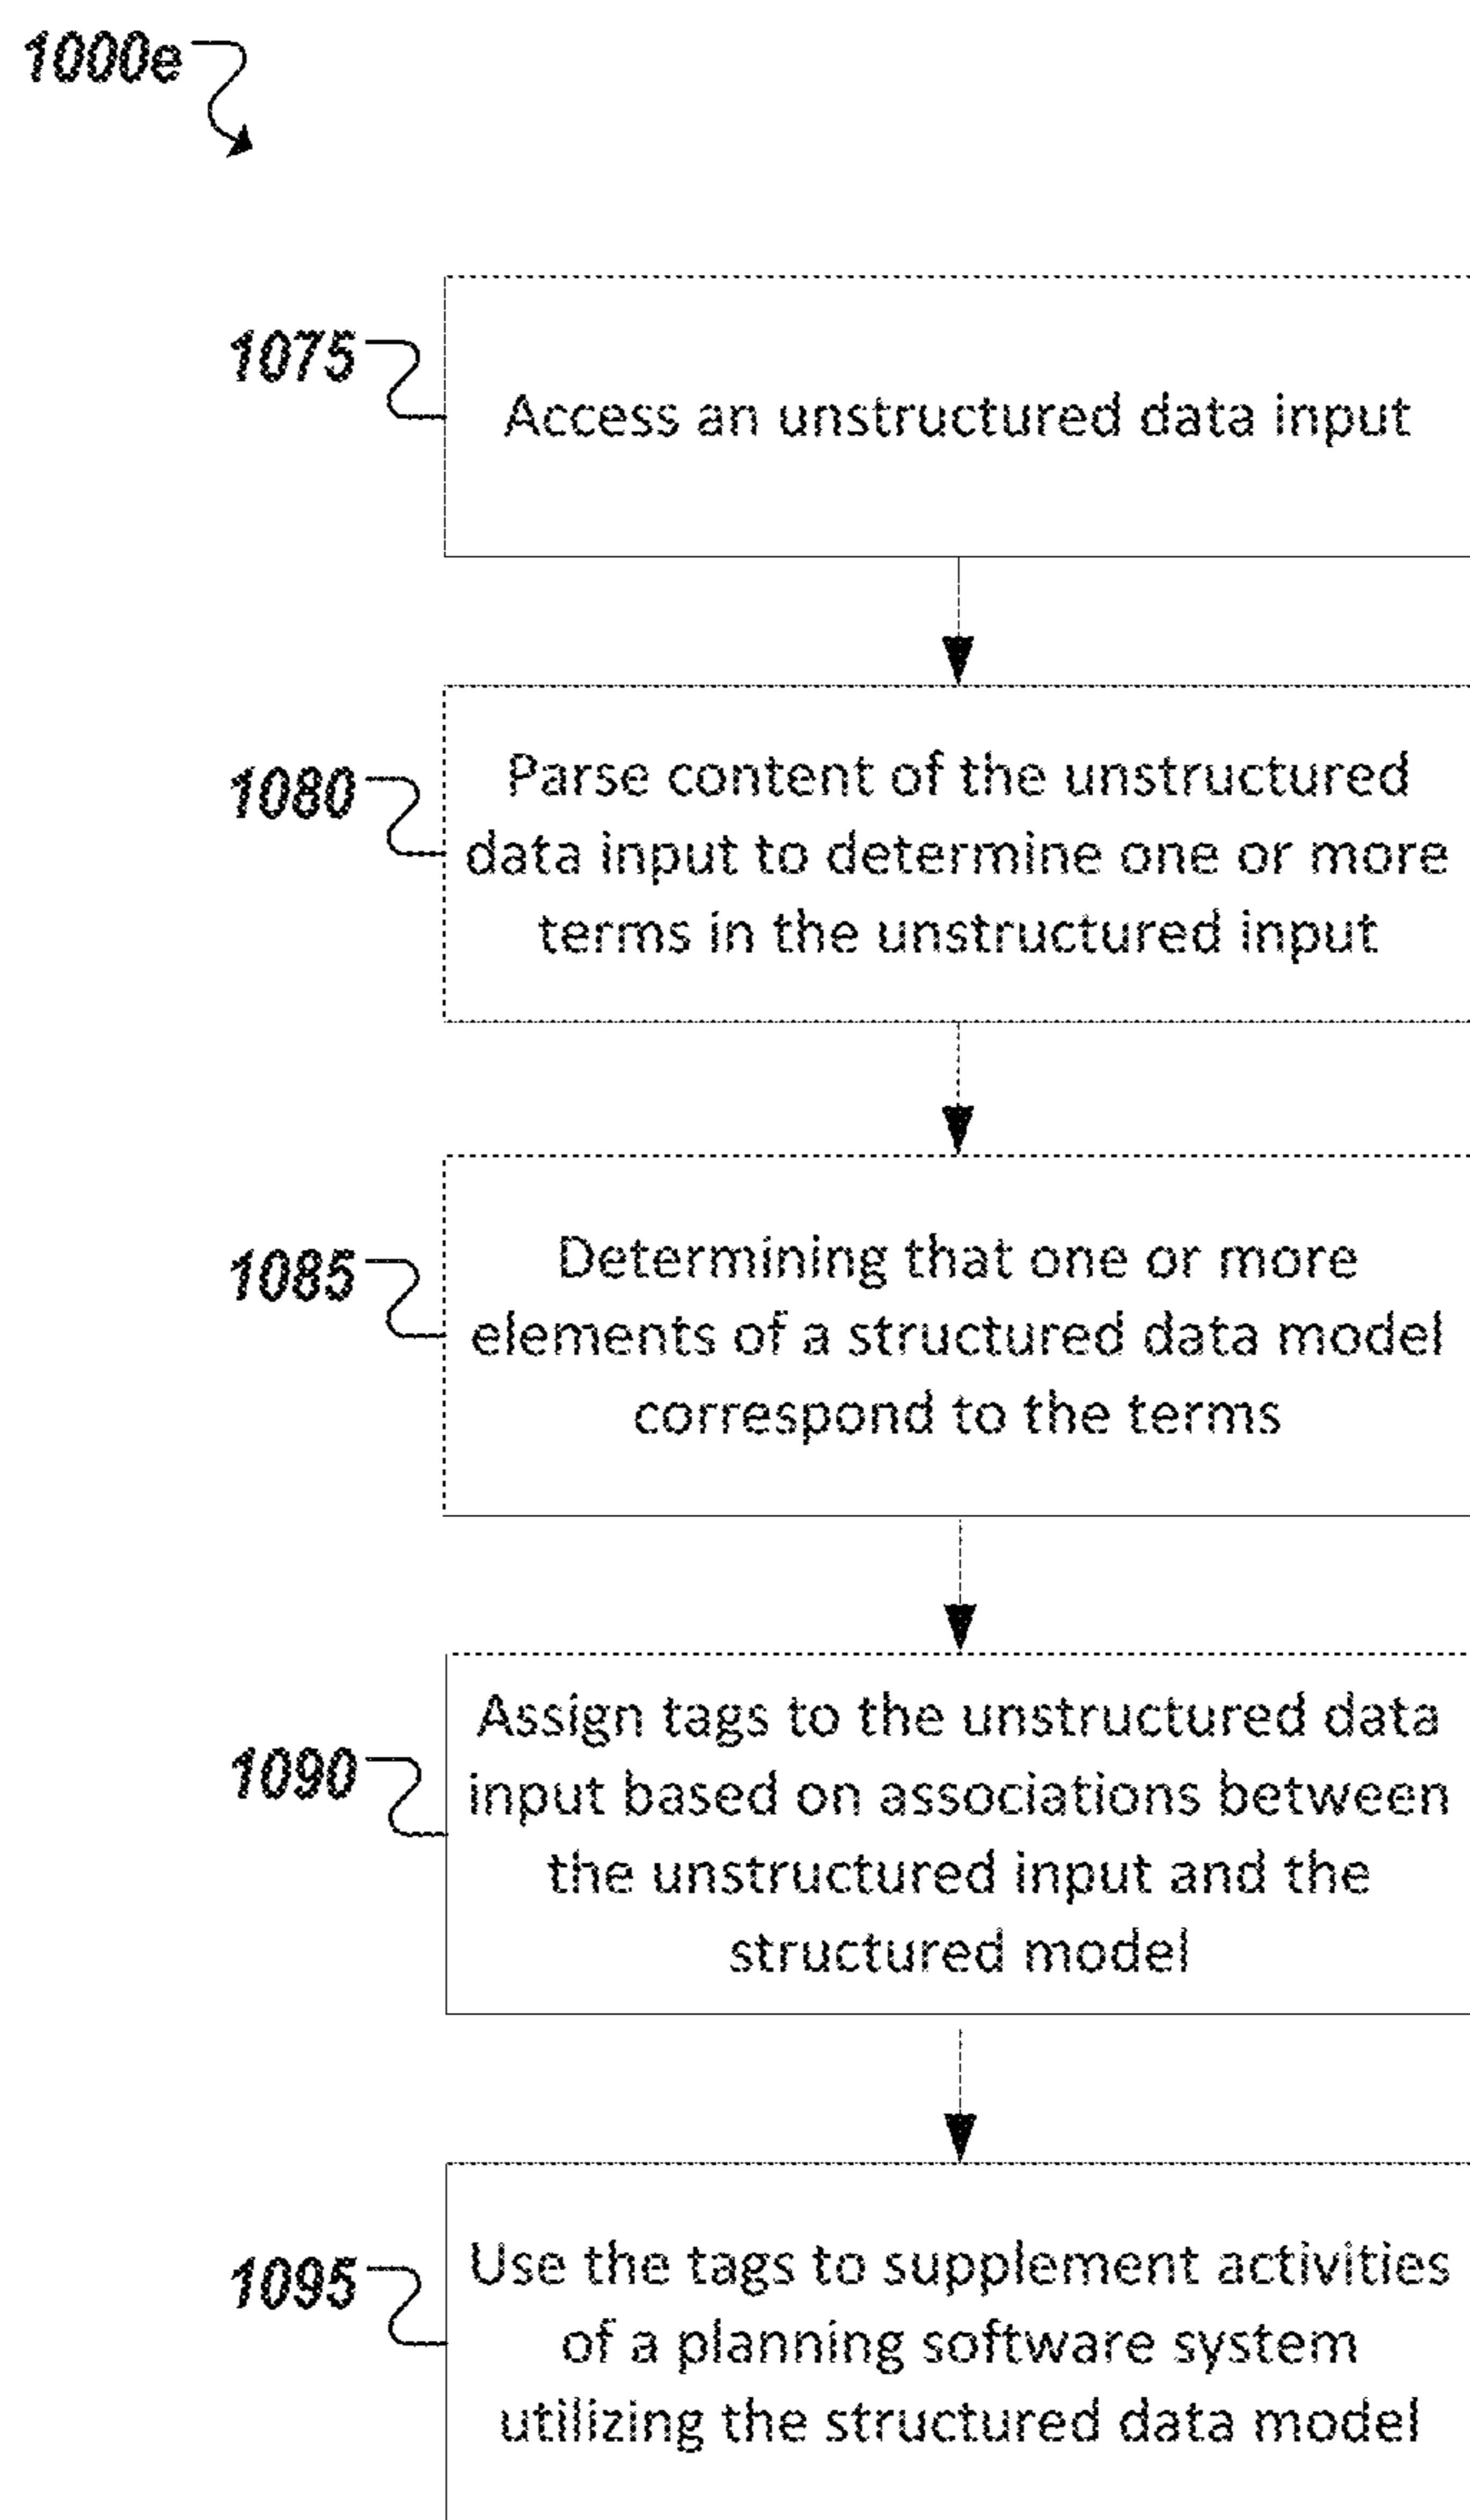 1000e
1075
Access an unstructured data input
1080
Parse content of the unstructured
data input to determine one or more
terms in the unstructured input
1085
Determining that one or more
elements of a structured data model
correspond to the terms
1090
Assign tags to the unstructured data
input based on associations between
the unstructured input and the
structured model
1095
Use the tags to supplement activities
of a planning software system
utilizing the structured data model